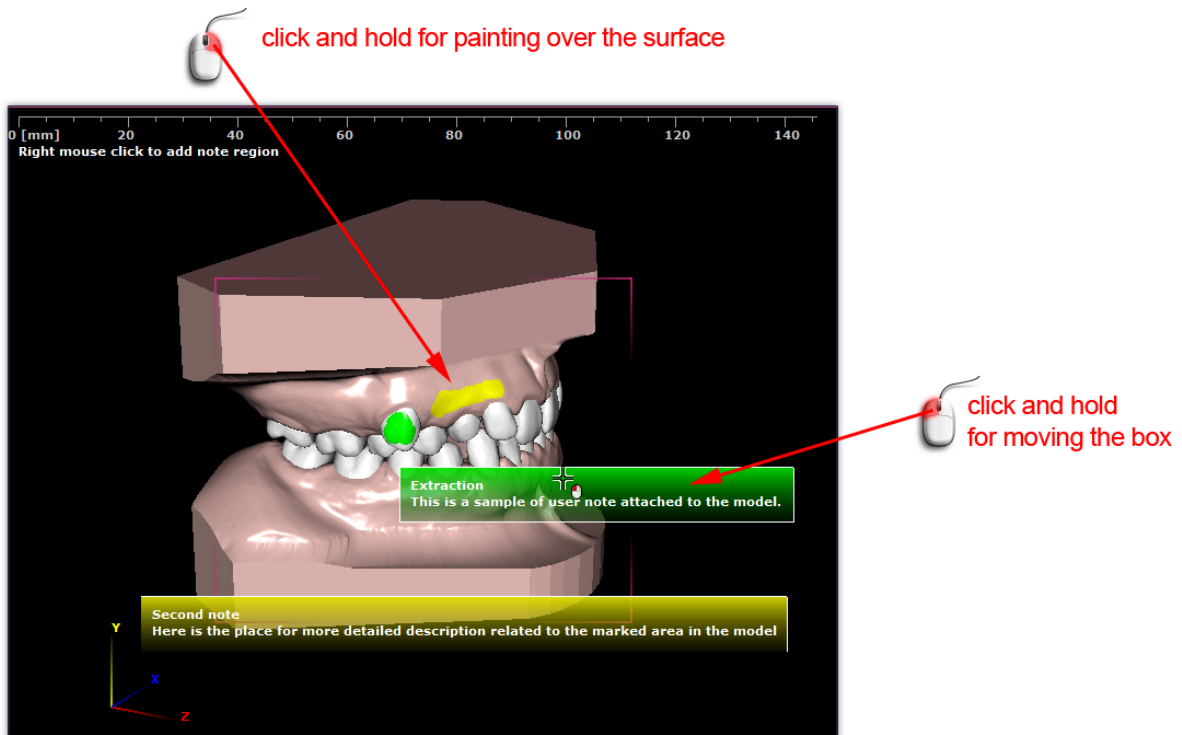 click and hold for painting over the surface
0 [mm] 20 40 60 80 100 120 140
Right mouse click to add note region
click and hold
for moving the box
Extraction
This is a sample of user note attached to the model.
Second note
Here is the place for more detailed description related to the marked area in the model
Y
X
Z